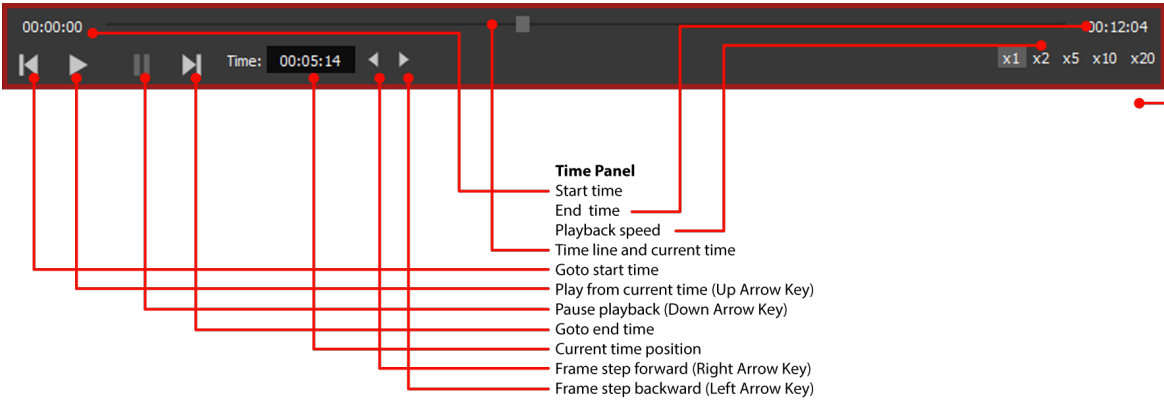 00:00:00
00:12:04
Time: 00:05:14
x1 x2 x5 x10 x20
Time Panel
Start time
End time
Playback speed
Time line and current time
Goto start time
Play from current time (Up Arrow Key)
Pause playback (Down Arrow Key)
Goto end time
Current time position
Frame step forward (Right Arrow Key)
Frame step backward (Left Arrow Key)